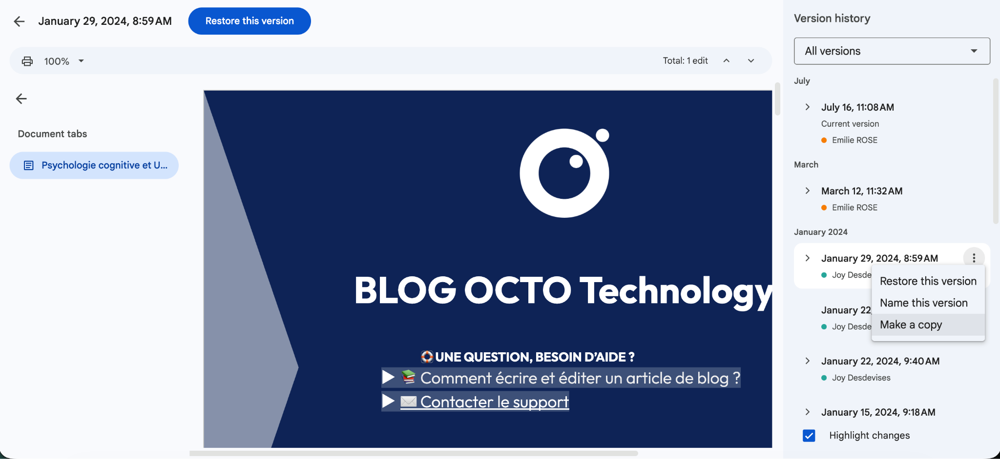 January 29, 2024, 8:59 AM
Restore this version
100%
Total: 1 edit
Document tabs
Psychologie cognitive et U...
BLOG OCTO Technology
🛟UNE QUESTION, BESOIN D’AIDE ?
▶ 📚 Comment écrire et éditer un article de blog ?
▶ ✉️ Contacter le support
Version history
All versions
July
July 16, 11:08 AM
Current version
Emilie ROSE
March
March 12, 11:32 AM
Emilie ROSE
January 2024
January 29, 2024, 8:59 AM
Joy Desde
Restore this version
Name this version
Make a copy
January 22,
Joy Desde
January 22, 2024, 9:40 AM
Joy Desdevises
January 15, 2024, 9:18 AM
Highlight changes